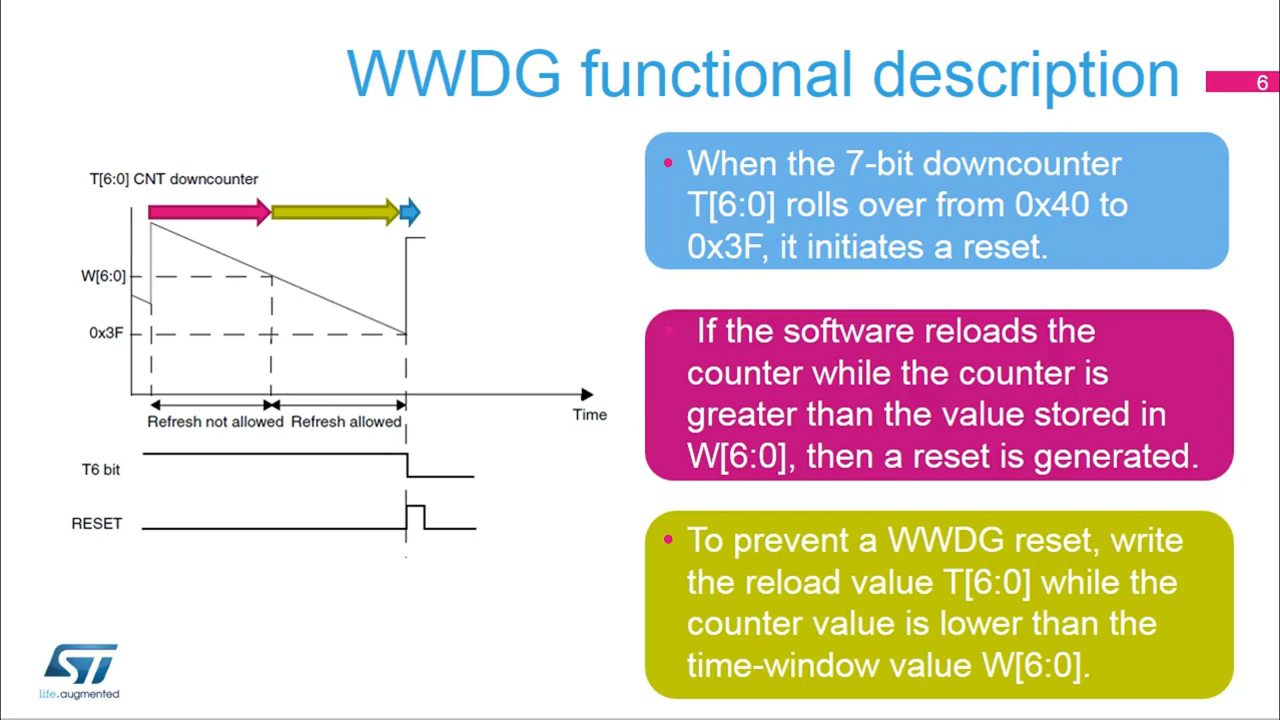 WWDG functional description
6
T[6:0] CNT downcounter
W[6:0]
0x3F
Refresh not allowed
Refresh allowed
Time
T6 bit
RESET
• When the 7-bit downcounter
T[6:0] rolls over from 0x40 to
0x3F, it initiates a reset.
• If the software reloads the
counter while the counter is
greater than the value stored in
W[6:0], then a reset is generated.
• To prevent a WWDG reset, write
the reload value T[6:0] while the
counter value is lower than the
time-window value W[6:0].
ST
life.augmented